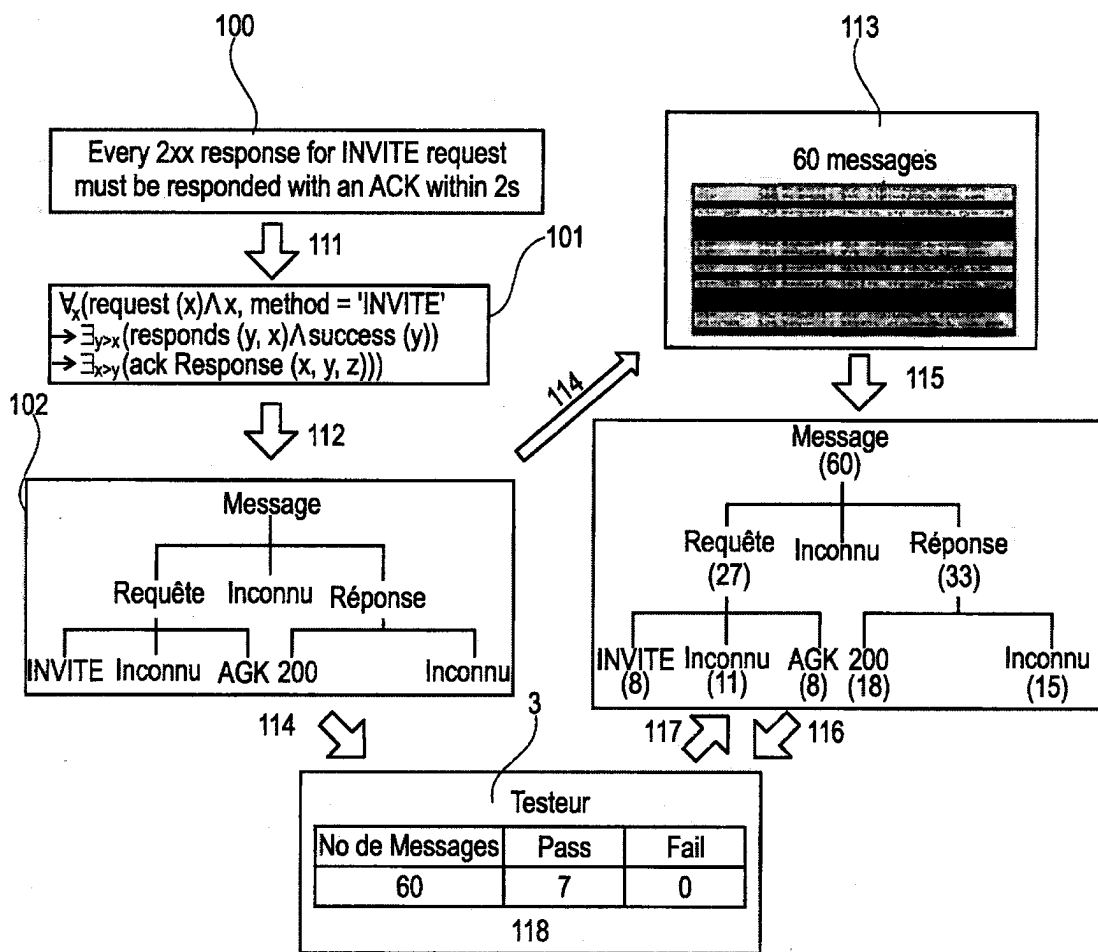 100
Every 2xx response for INVITE request
must be responded with an ACK within 2s
111
101
∀x(request (x)Λx, method = 'INVITE'
→∃y>x(responds (y, x)Λsuccess (y))
→∃x>y(ack Response (x, y, z)))
112
102
Message
Requête Inconnu Réponse
INVITE Inconnu AGK 200 Inconnu
114
114
113
60 messages
115
Message
(60)
Requête Inconnu Réponse
(27) (33)
INVITE Inconnu AGK 200 Inconnu
(8) (11) (8) (18) (15)
117 116
3
Testeur
No de Messages Pass Fail
60 7 0
118